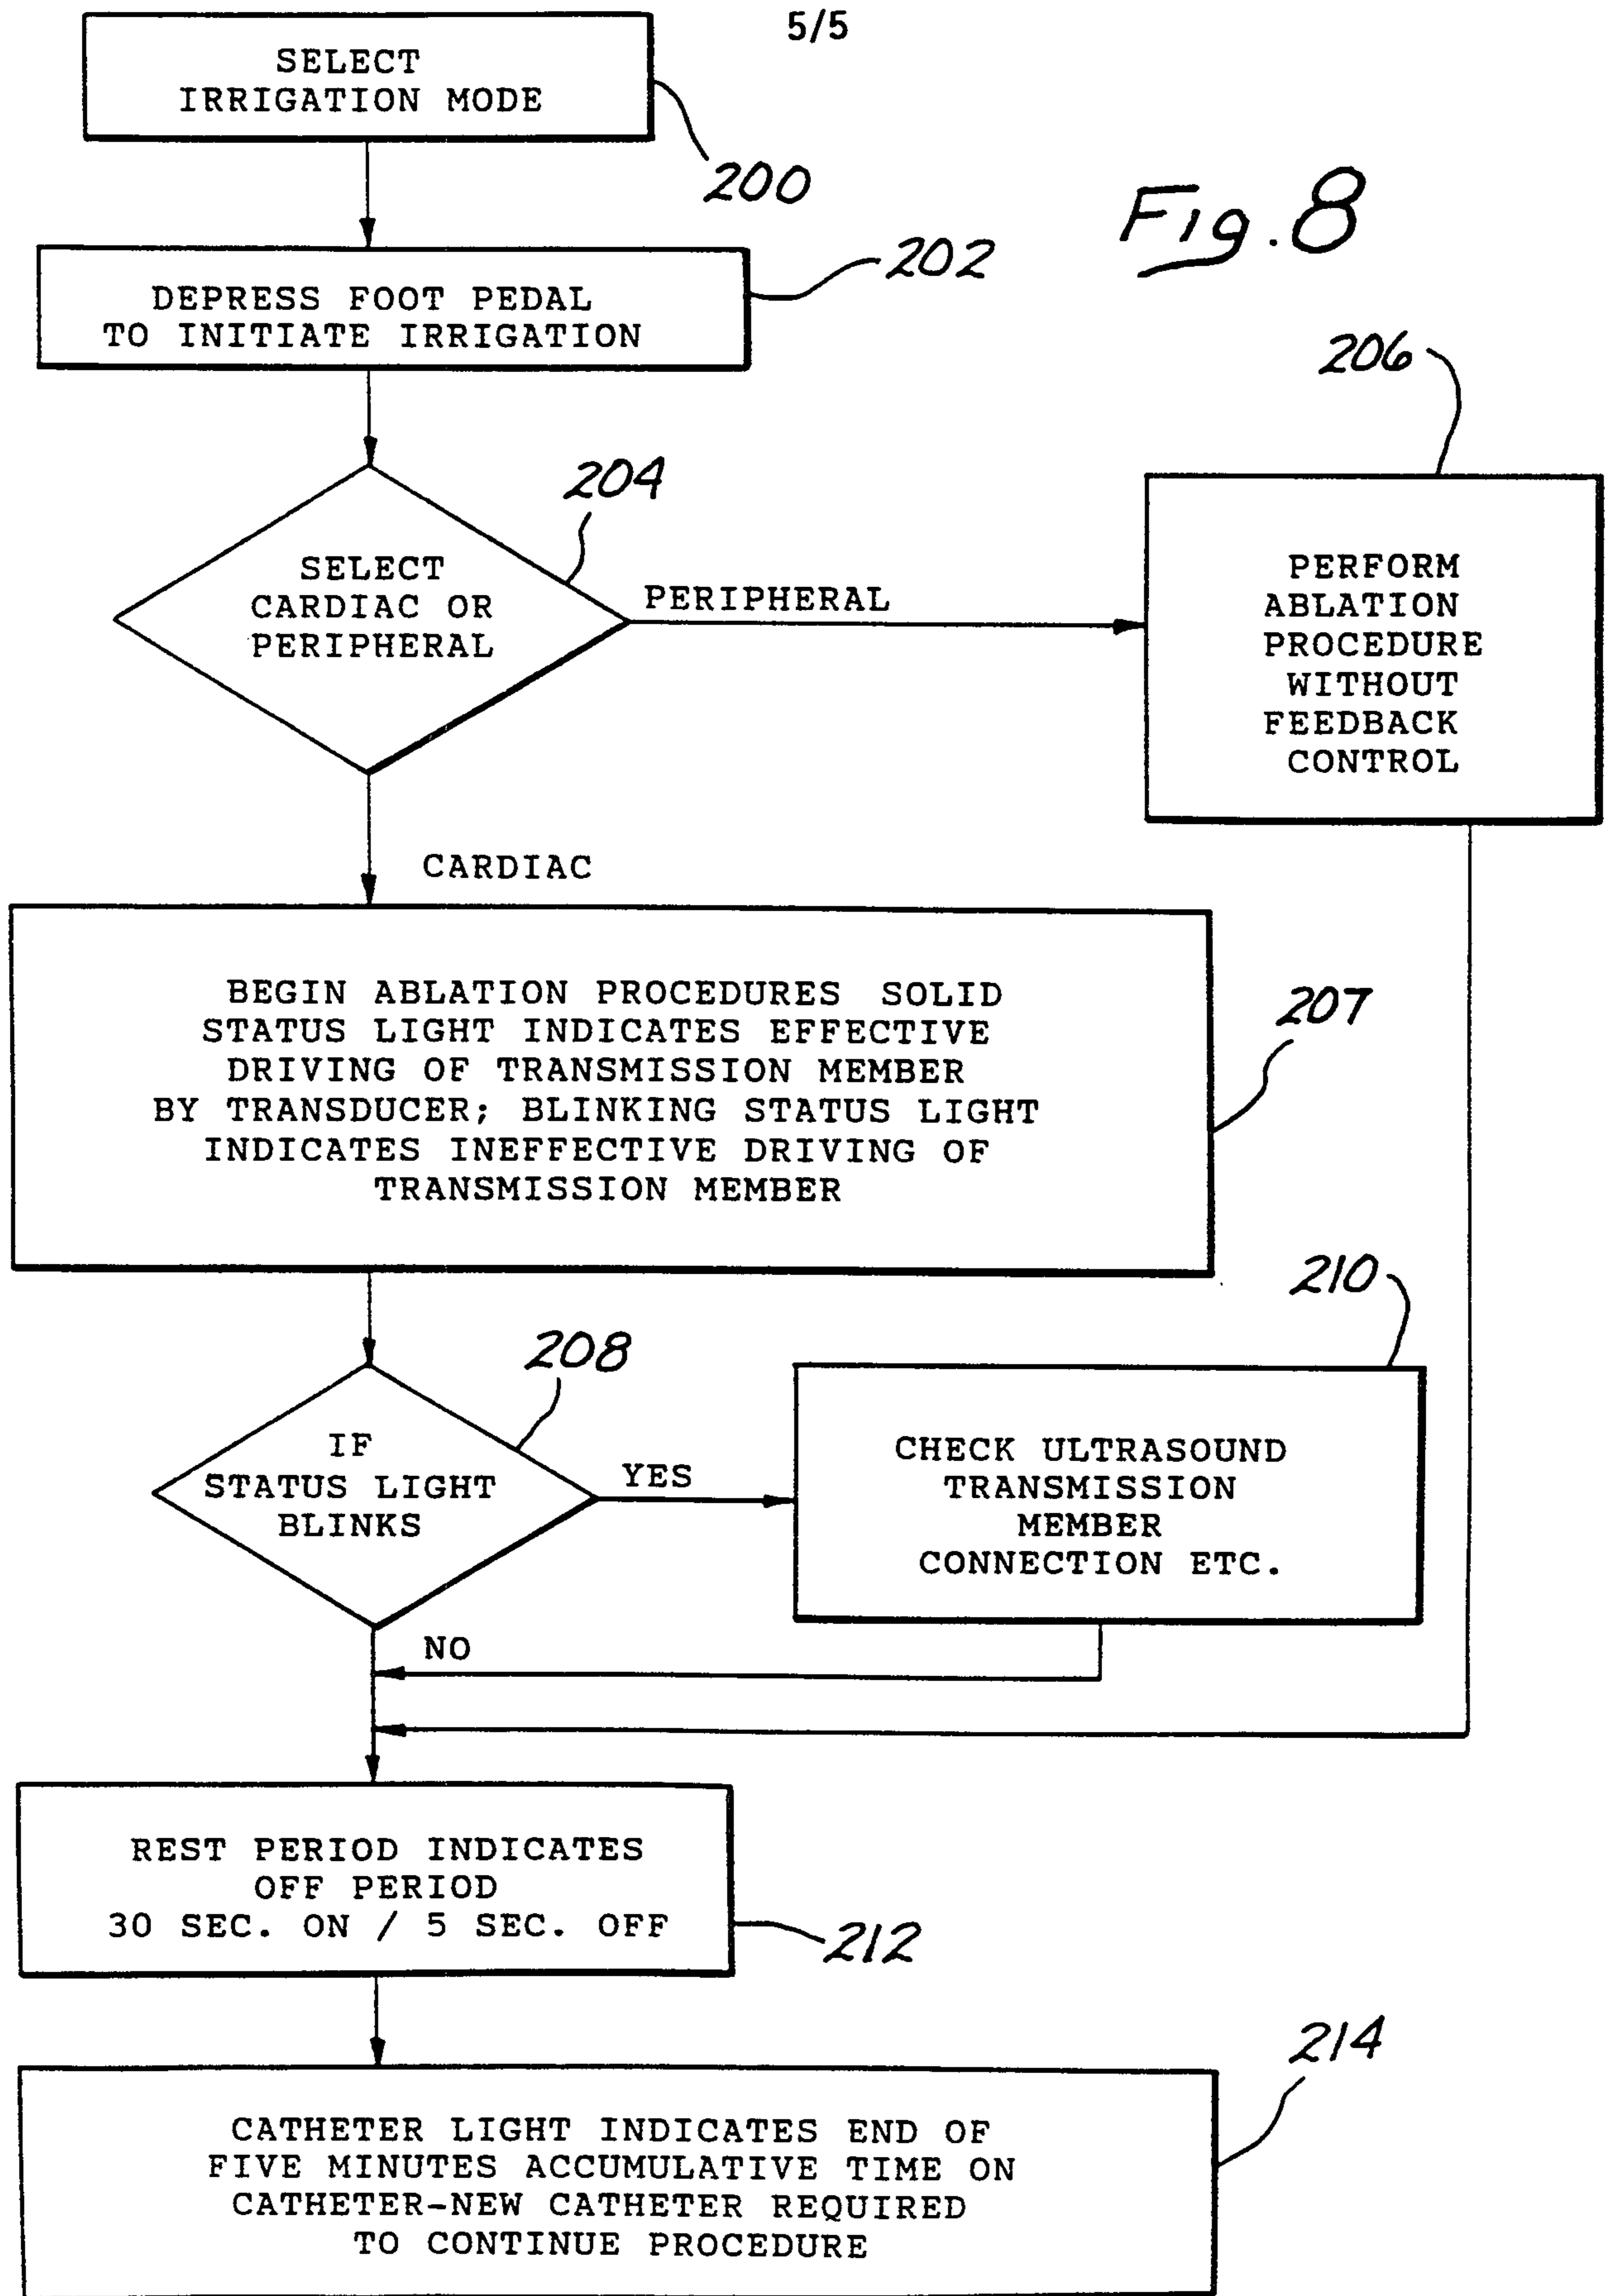 5/5
SELECT
IRRIGATION MODE
200
Fig. 8
DEPRESS FOOT PEDAL
TO INITIATE IRRIGATION
202
206
204
SELECT
CARDIAC OR
PERIPHERAL
PERIPHERAL
PERFORM
ABLATION
PROCEDURE
WITHOUT
FEEDBACK
CONTROL
CARDIAC
BEGIN ABLATION PROCEDURES SOLID
STATUS LIGHT INDICATES EFFECTIVE
DRIVING OF TRANSMISSION MEMBER
BY TRANSDUCER; BLINKING STATUS LIGHT
INDICATES INEFFECTIVE DRIVING OF
TRANSMISSION MEMBER
207
210
208
IF
STATUS LIGHT
BLINKS
YES
CHECK ULTRASOUND
TRANSMISSION
MEMBER
CONNECTION ETC.
NO
REST PERIOD INDICATES
OFF PERIOD
30 SEC. ON / 5 SEC. OFF
212
214
CATHETER LIGHT INDICATES END OF
FIVE MINUTES ACCUMULATIVE TIME ON
CATHETER-NEW CATHETER REQUIRED
TO CONTINUE PROCEDURE